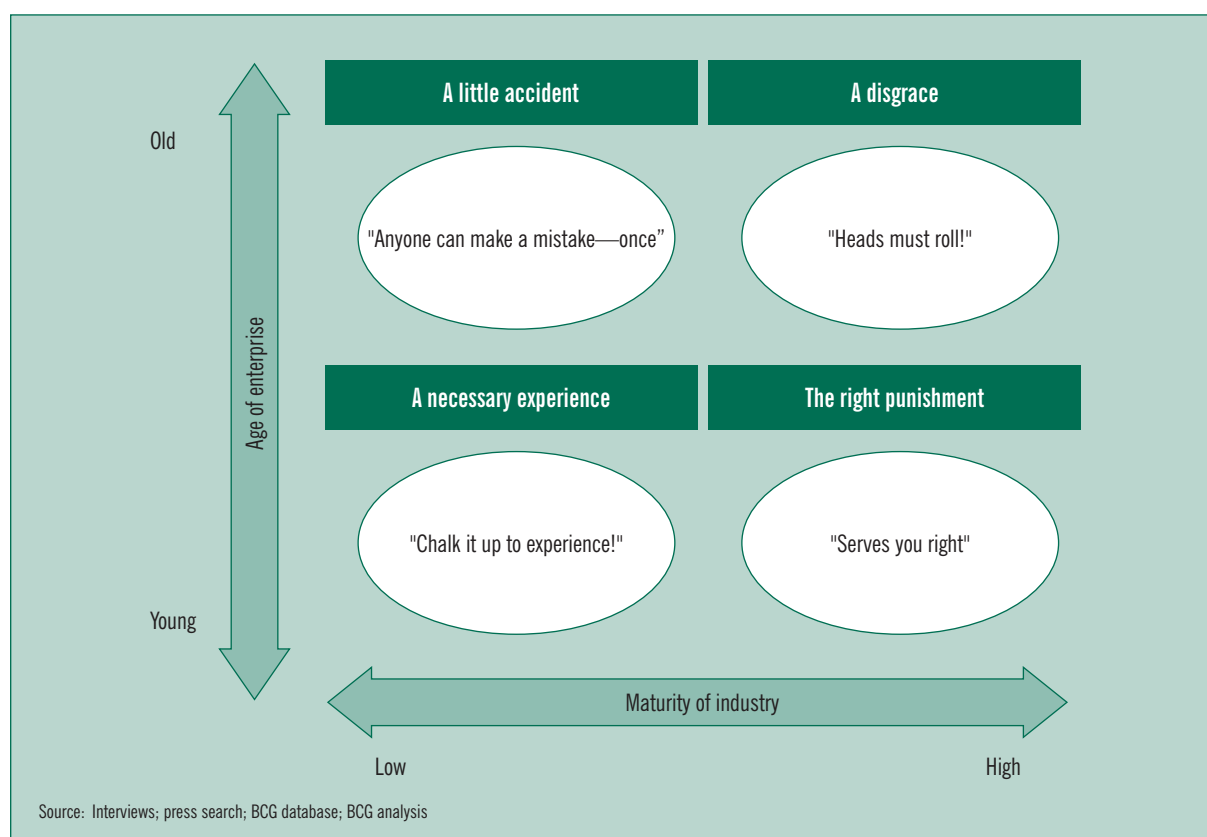 A little accident
A disgrace
Old
"Anyone can make a mistake—once”
"Heads must roll!"
Age of enterprise
A necessary experience
The right punishment
"Chalk it up to experience!"
"Serves you right"
Young
Maturity of industry
Low
High
Source: Interviews; press search; BCG database; BCG analysis